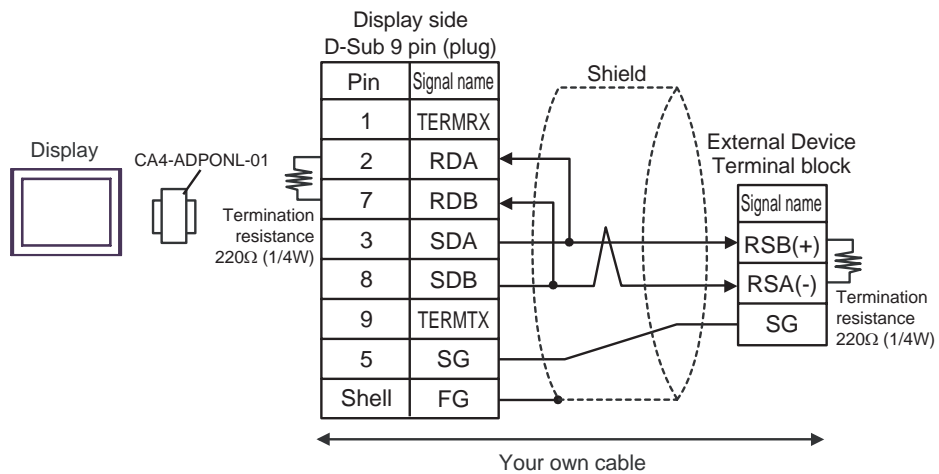 Display side
D-Sub 9 pin (plug)
Pin Signal name
1 TERMRX
2 RDA
7 RDB
3 SDA
8 SDB
9 TERMTX
5 SG
Shell FG
Display
CA4-ADPONL-01
Termination
resistance
220Ω (1/4W)
Shield
External Device
Terminal block
Signal name
RSB(+)
RSA(-)
SG
Termination
resistance
220Ω (1/4W)
Your own cable